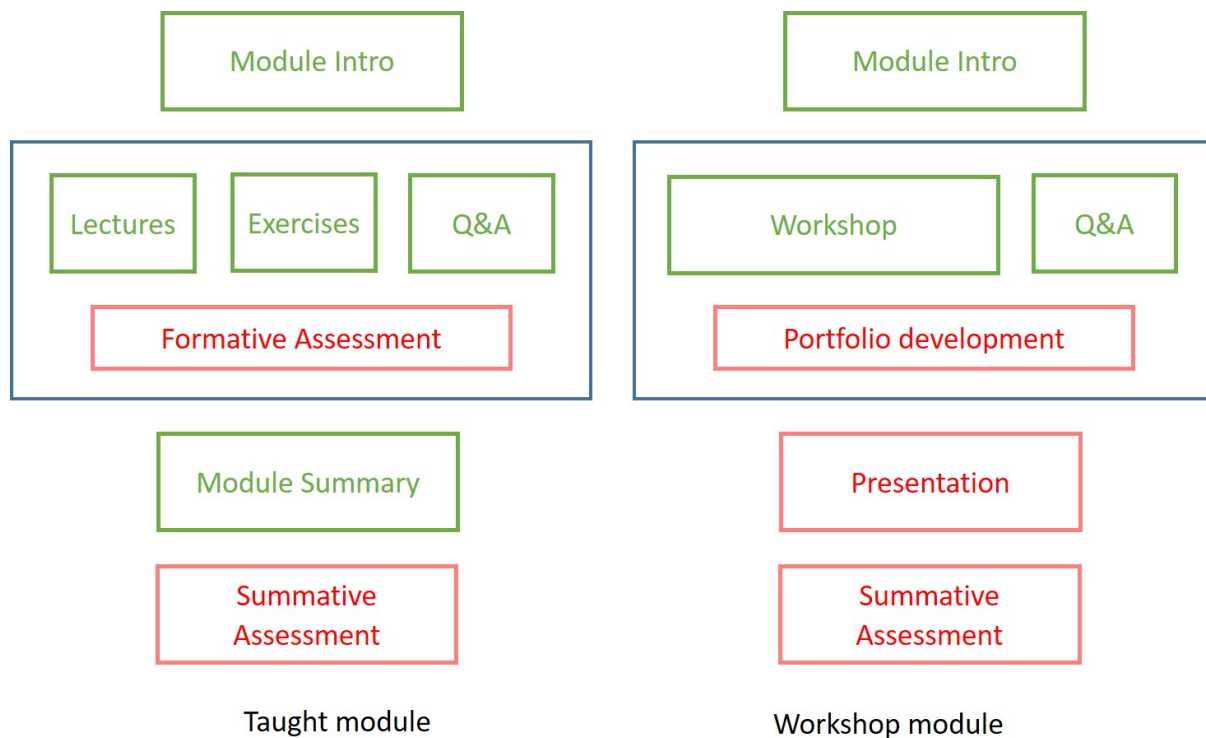 Module Intro
Lectures
Exercises
Q&A
Formative Assessment
Module Summary
Summative
Assessment
Taught module
Module Intro
Workshop
Q&A
Portfolio development
Presentation
Summative
Assessment
Workshop module